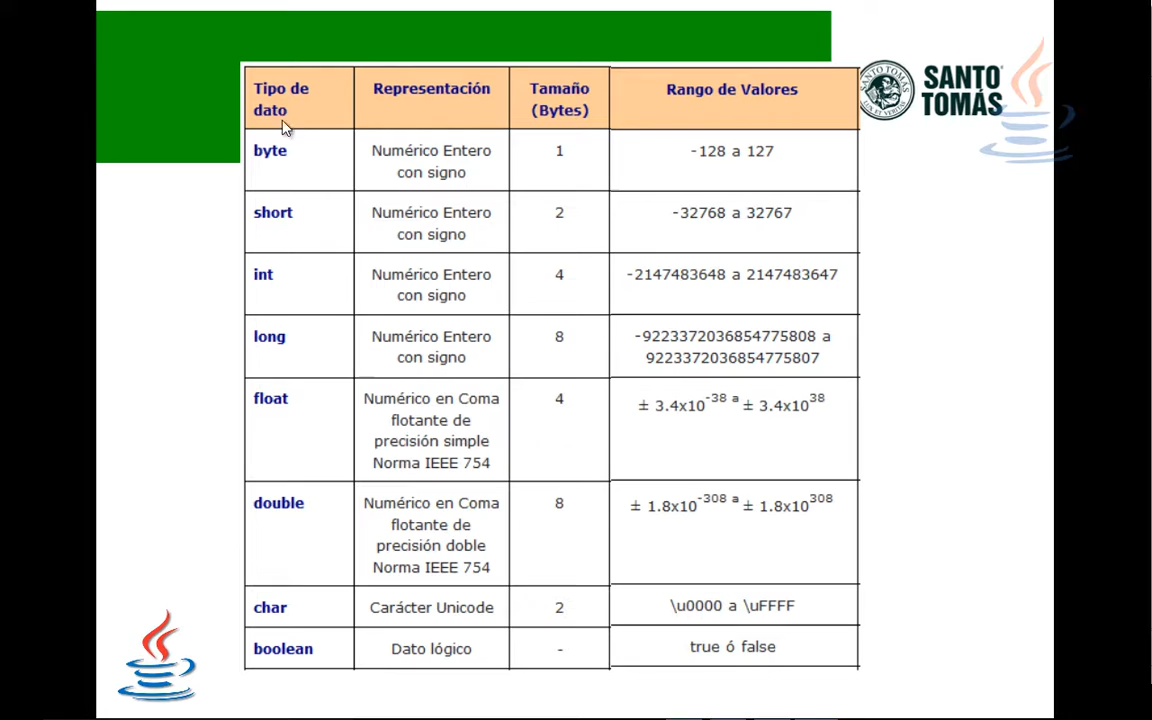 Tipo de dato Representación Tamaño (Bytes) Rango de Valores
byte Numérico Entero con signo 1 -128 a 127
short Numérico Entero con signo 2 -32768 a 32767
int Numérico Entero con signo 4 -2147483648 a 2147483647
long Numérico Entero con signo 8 -9223372036854775808 a 9223372036854775807
float Numérico en Coma flotante de precisión simple Norma IEEE 754 4 ± 3.4x10^-38 a ± 3.4x10^38
double Numérico en Coma flotante de precisión doble Norma IEEE 754 8 ± 1.8x10^-308 a ± 1.8x10^308
char Carácter Unicode 2 \u0000 a \uFFFF
boolean Dato lógico - true ó false
SANTO
TOMÁS